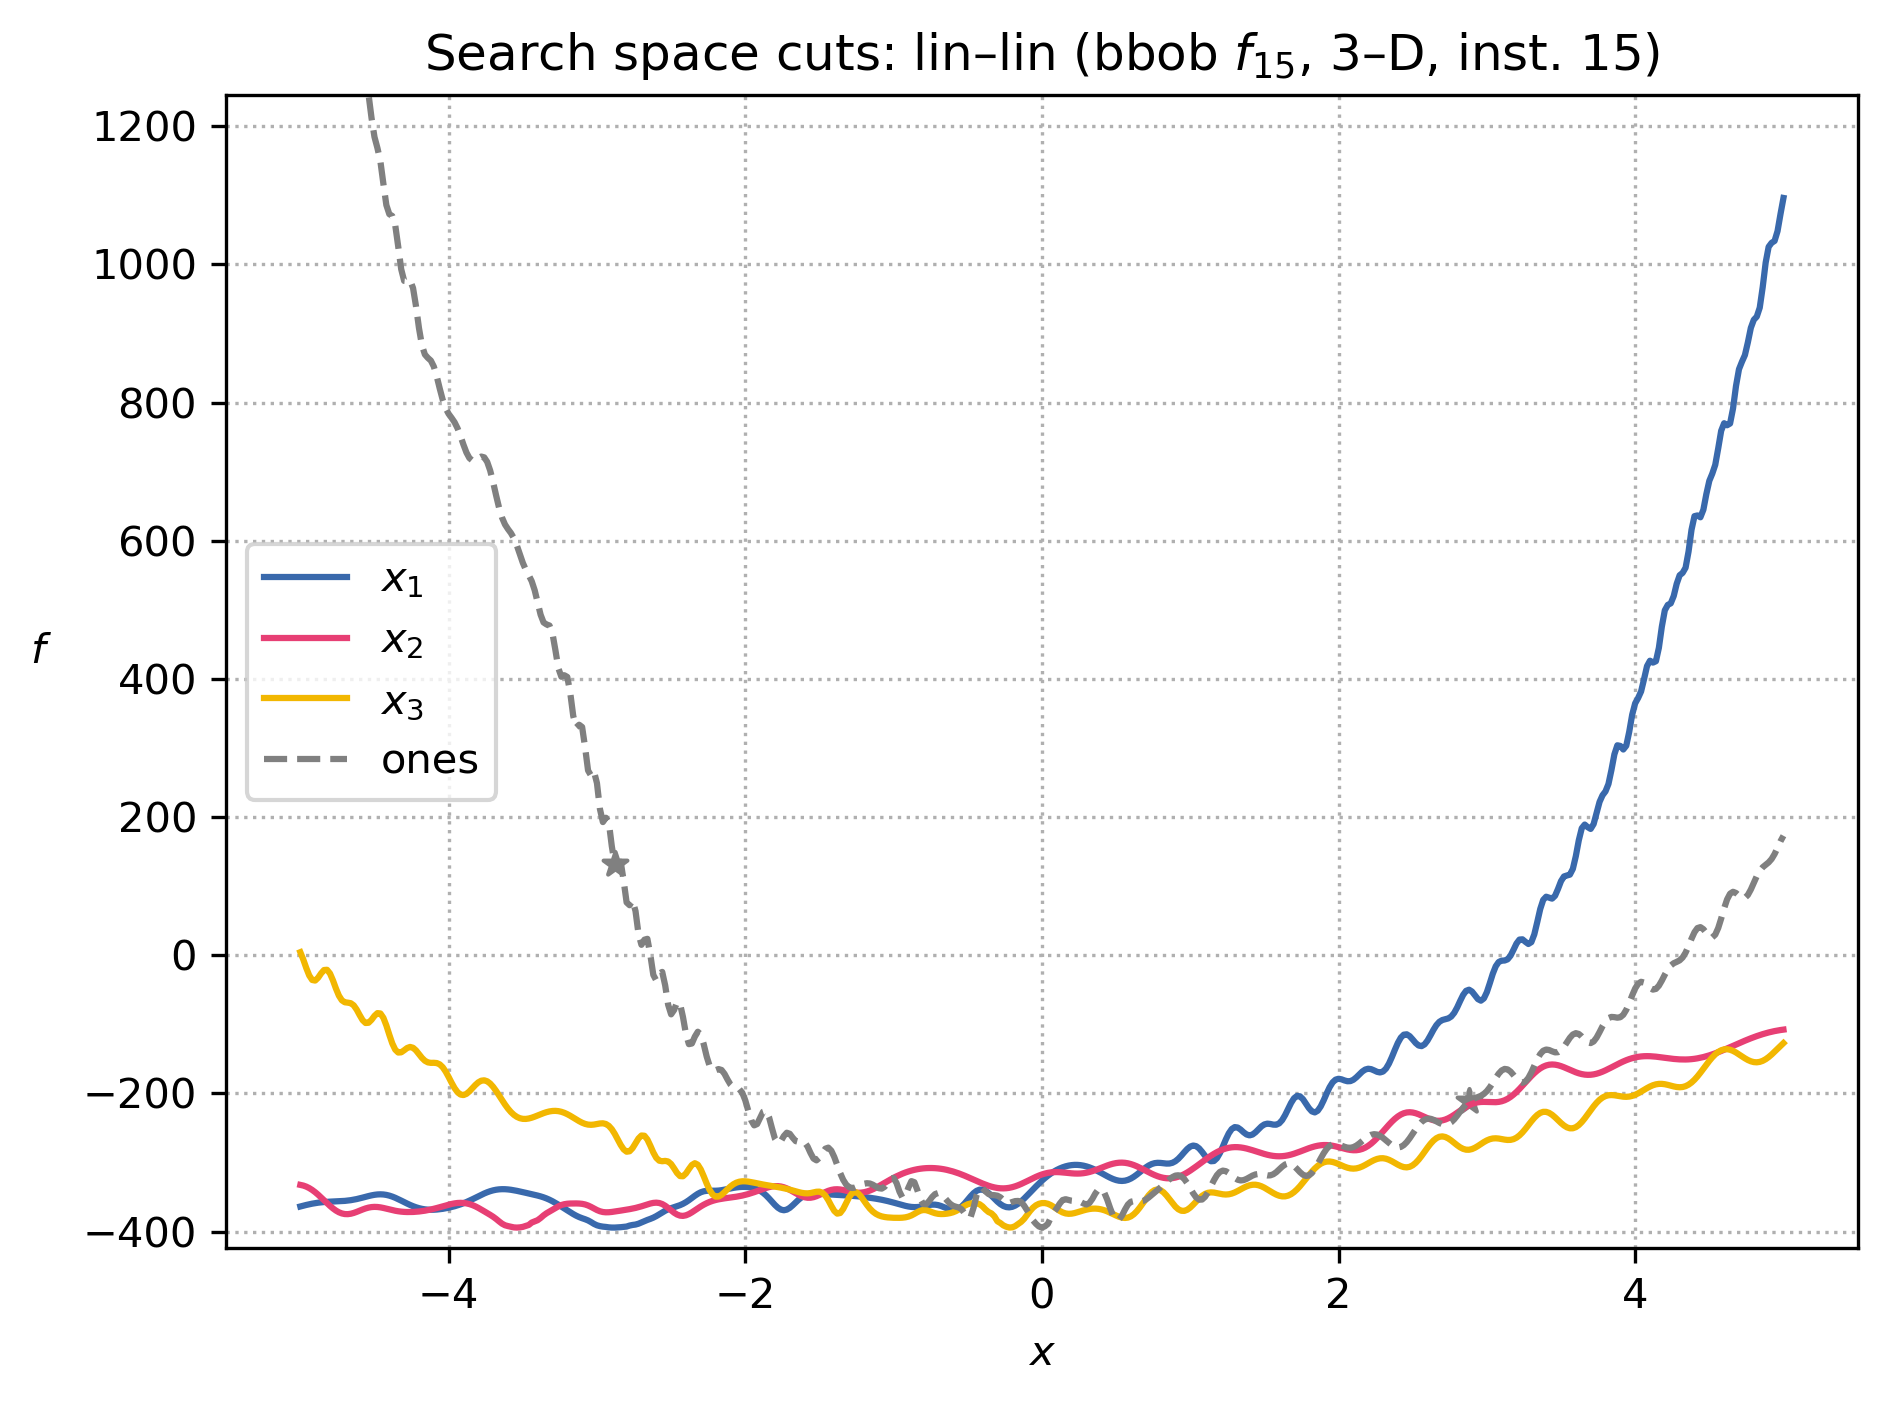 Search space cuts: lin–lin (bbob f₁₅, 3–D, inst. 15)
1200
1000
800
600
400
200
0
−200
−400
f
x₁
x₂
x₃
ones
−4 −2 0 2 4
x